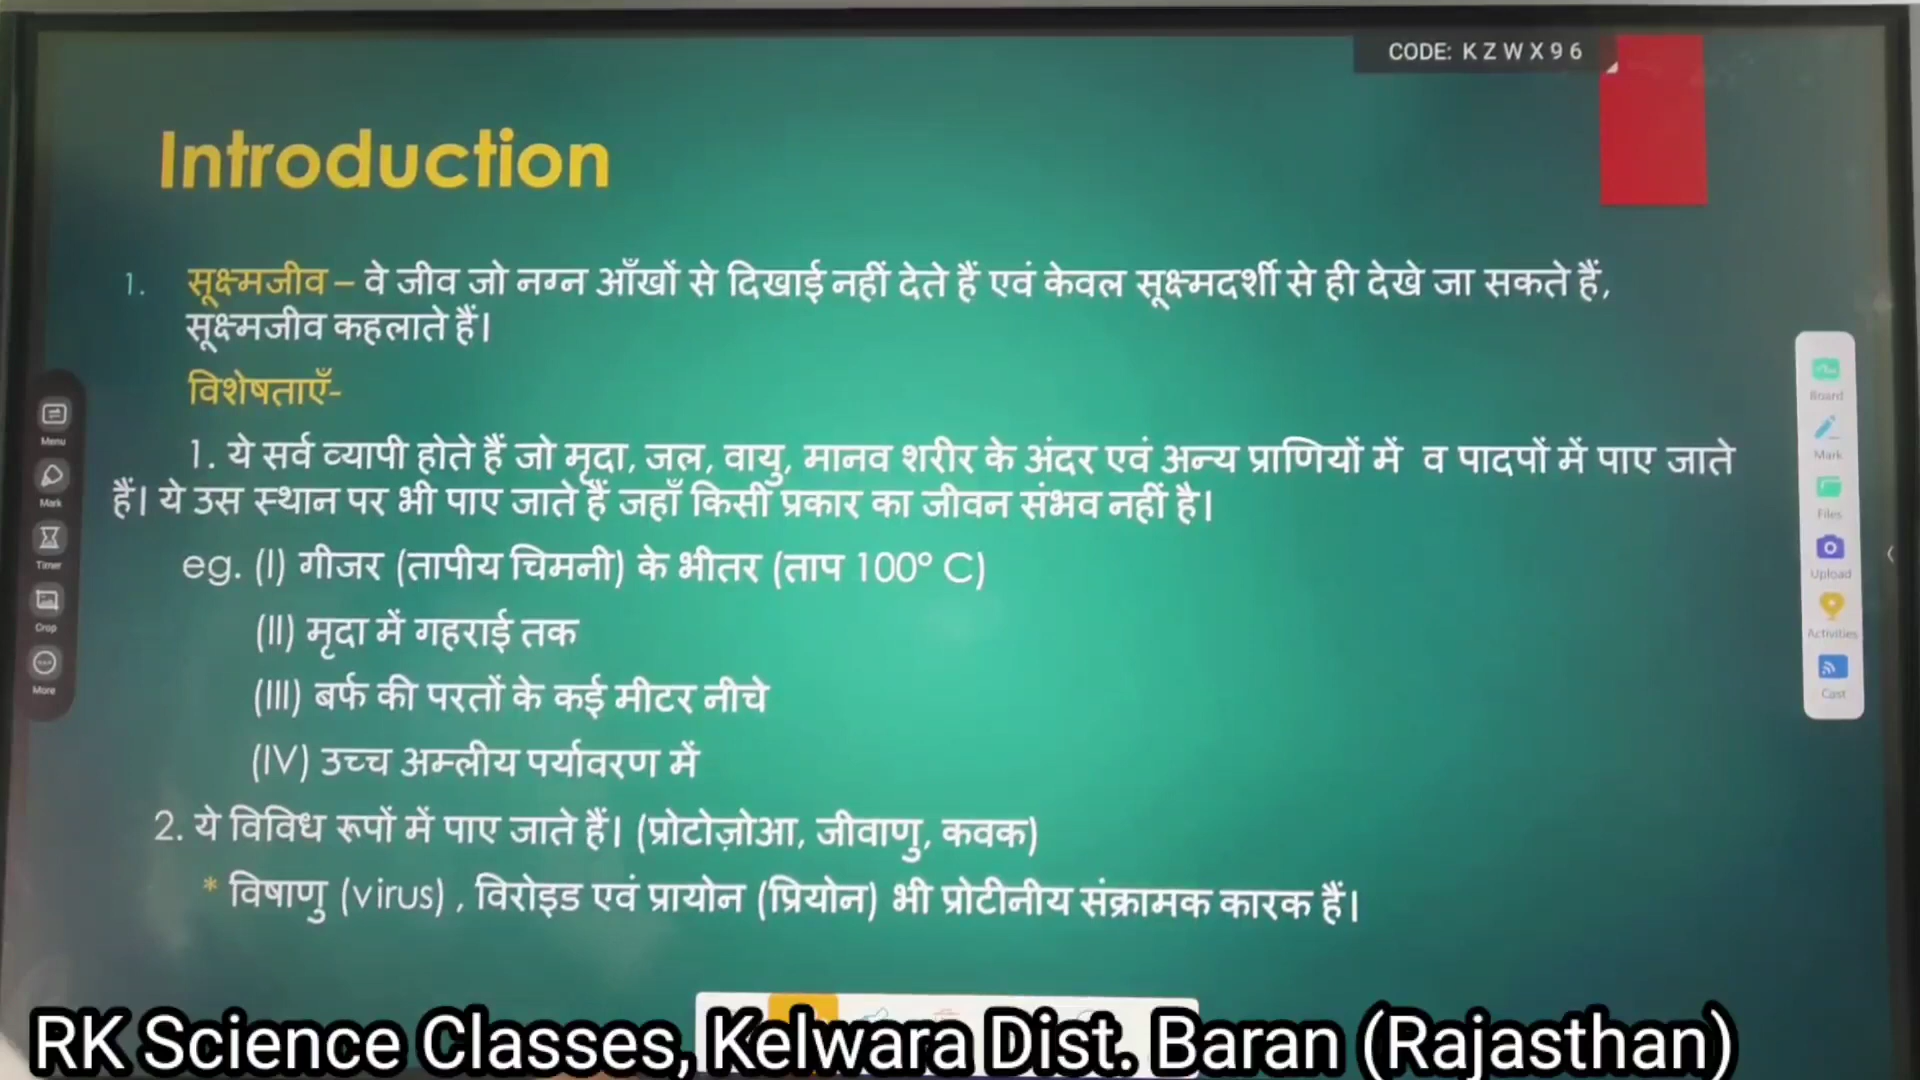 CODE: K Z W X 9 6
Introduction
1. सूक्ष्मजीव – वे जीव जो नग्न आँखों से दिखाई नहीं देते हैं एवं केवल सूक्ष्मदर्शी से ही देखे जा सकते हैं,
सूक्ष्मजीव कहलाते हैं।
विशेषताएँ-
1. ये सर्व व्यापी होते हैं जो मृदा, जल, वायु, मानव शरीर के अंदर एवं अन्य प्राणियों में व पादपों में पाए जाते
हैं। ये उस स्थान पर भी पाए जाते हैं जहाँ किसी प्रकार का जीवन संभव नहीं है।
eg. (I) गीजर (तापीय चिमनी) के भीतर (ताप 100° C)
(II) मृदा में गहराई तक
(III) बर्फ की परतों के कई मीटर नीचे
(IV) उच्च अम्लीय पर्यावरण में
2. ये विविध रूपों में पाए जाते हैं। (प्रोटोज़ोआ, जीवाणु, कवक)
* विषाणु (virus) , विरोइड एवं प्रायोन (प्रियोन) भी प्रोटीनीय संक्रामक कारक हैं।
Menu
Mark
Timer
Crop
More
Board
Mark
Files
Upload
Activities
Cast
RK Science Classes, Kelwara Dist. Baran (Rajasthan)